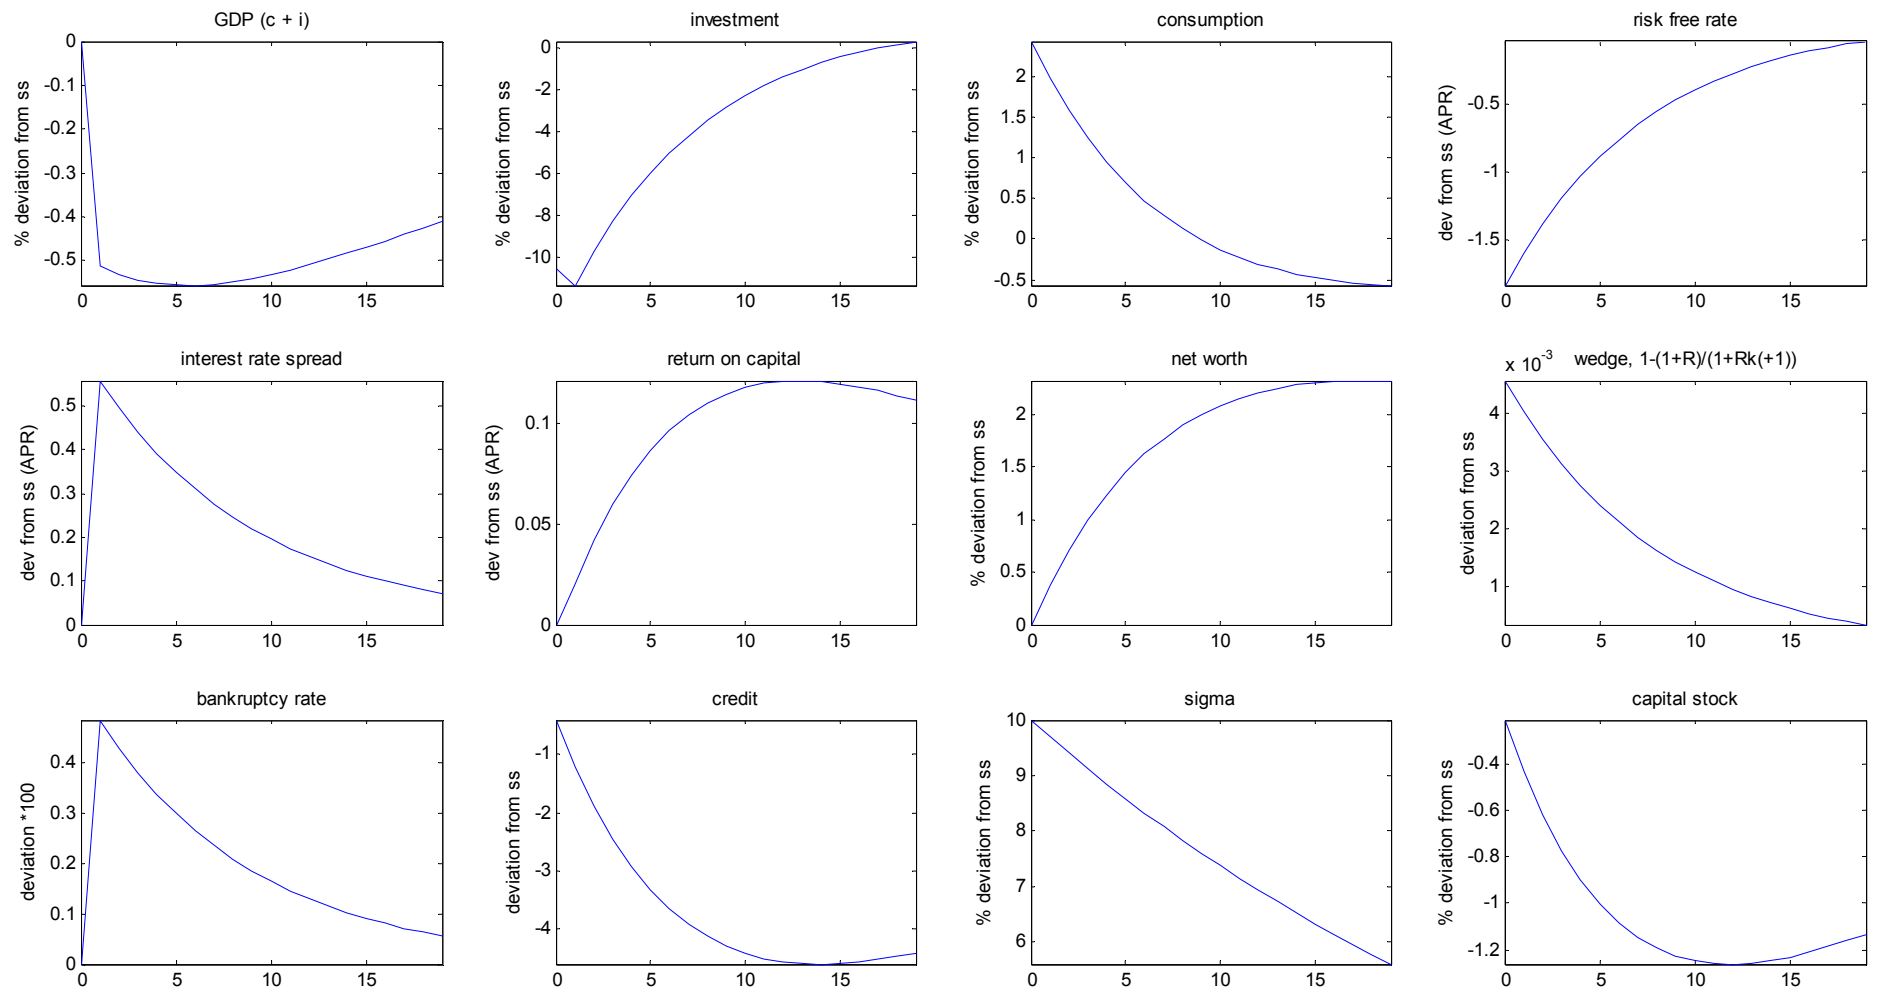 GDP (c + i)
% deviation from ss
0
-0.1
-0.2
-0.3
-0.4
-0.5
0 5 10 15
investment
% deviation from ss
0
-2
-4
-6
-8
-10
0 5 10 15
consumption
% deviation from ss
2
1.5
1
0.5
0
-0.5
0 5 10 15
risk free rate
dev from ss (APR)
-0.5
-1
-1.5
0 5 10 15
interest rate spread
dev from ss (APR)
0.5
0.4
0.3
0.2
0.1
0
0 5 10 15
return on capital
dev from ss (APR)
0.1
0.05
0
0 5 10 15
net worth
% deviation from ss
2
1.5
1
0.5
0
0 5 10 15
x 10-3 wedge, 1-(1+R)/(1+Rk(+1))
deviation from ss
4
3
2
1
0 5 10 15
bankruptcy rate
deviation *100
0.4
0.3
0.2
0.1
0
0 5 10 15
credit
deviation from ss
-1
-2
-3
-4
0 5 10 15
sigma
% deviation from ss
10
9
8
7
6
0 5 10 15
capital stock
% deviation from ss
-0.4
-0.6
-0.8
-1
-1.2
0 5 10 15